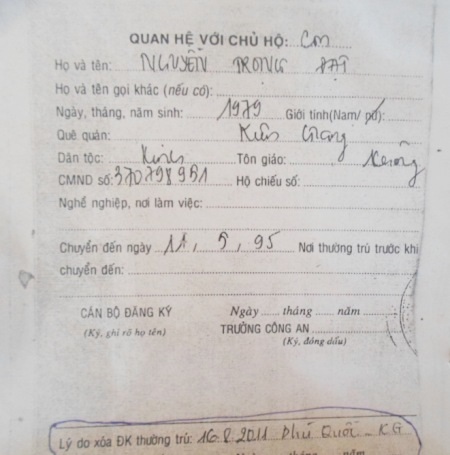 QUAN HỆ VỚI CHỦ HỘ: Con
Họ và tên: NGUYỄN TRỌNG ĐẠT
Họ và tên gọi khác (nếu có):
Ngày, tháng, năm sinh: 1979 Giới tính(Nam/ nữ):
Quê quán: Kiên Giang
Dân tộc: Kinh Tôn giáo: Không
CMND số: 370798951 Hộ chiếu số:
Nghề nghiệp, nơi làm việc:
Chuyển đến ngày 11, 5, 95 Nơi thường trú trước khi
chuyển đến:
CÁN BỘ ĐĂNG KÝ Ngày ...... tháng ...... năm
(Ký, ghi rõ họ tên) TRƯỞNG CÔNG AN
(Ký, đóng dấu)
Lý do xóa ĐK thường trú: 16.8.2011 Phú Quốc - KG